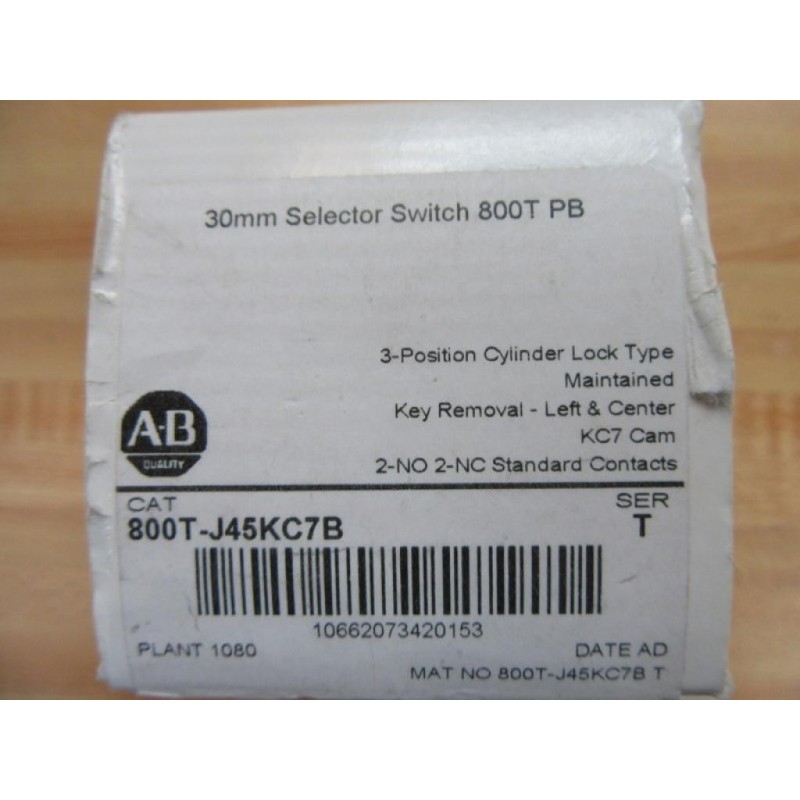 30mm Selector Switch 800T PB
3-Position Cylinder Lock Type
Maintained
Key Removal - Left & Center
KC7 Cam
2-NO 2-NC Standard Contacts
A-B
QUALITY
CAT
SER
800T-J45KC7B
T
10662073420153
PLANT 1080
DATE AD
MAT NO 800T-J45KC7B T